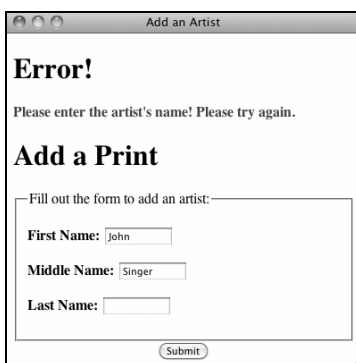 Add an Artist
Error!
Please enter the artist's name! Please try again.
Add a Print
Fill out the form to add an artist:
First Name: John
Middle Name: Singer
Last Name:
Submit